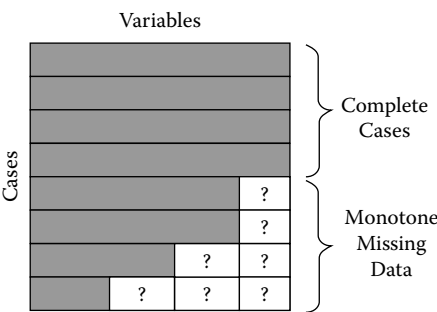 Variables
Cases
Complete
Cases
?
?
? ?
? ? ?
Monotone
Missing
Data